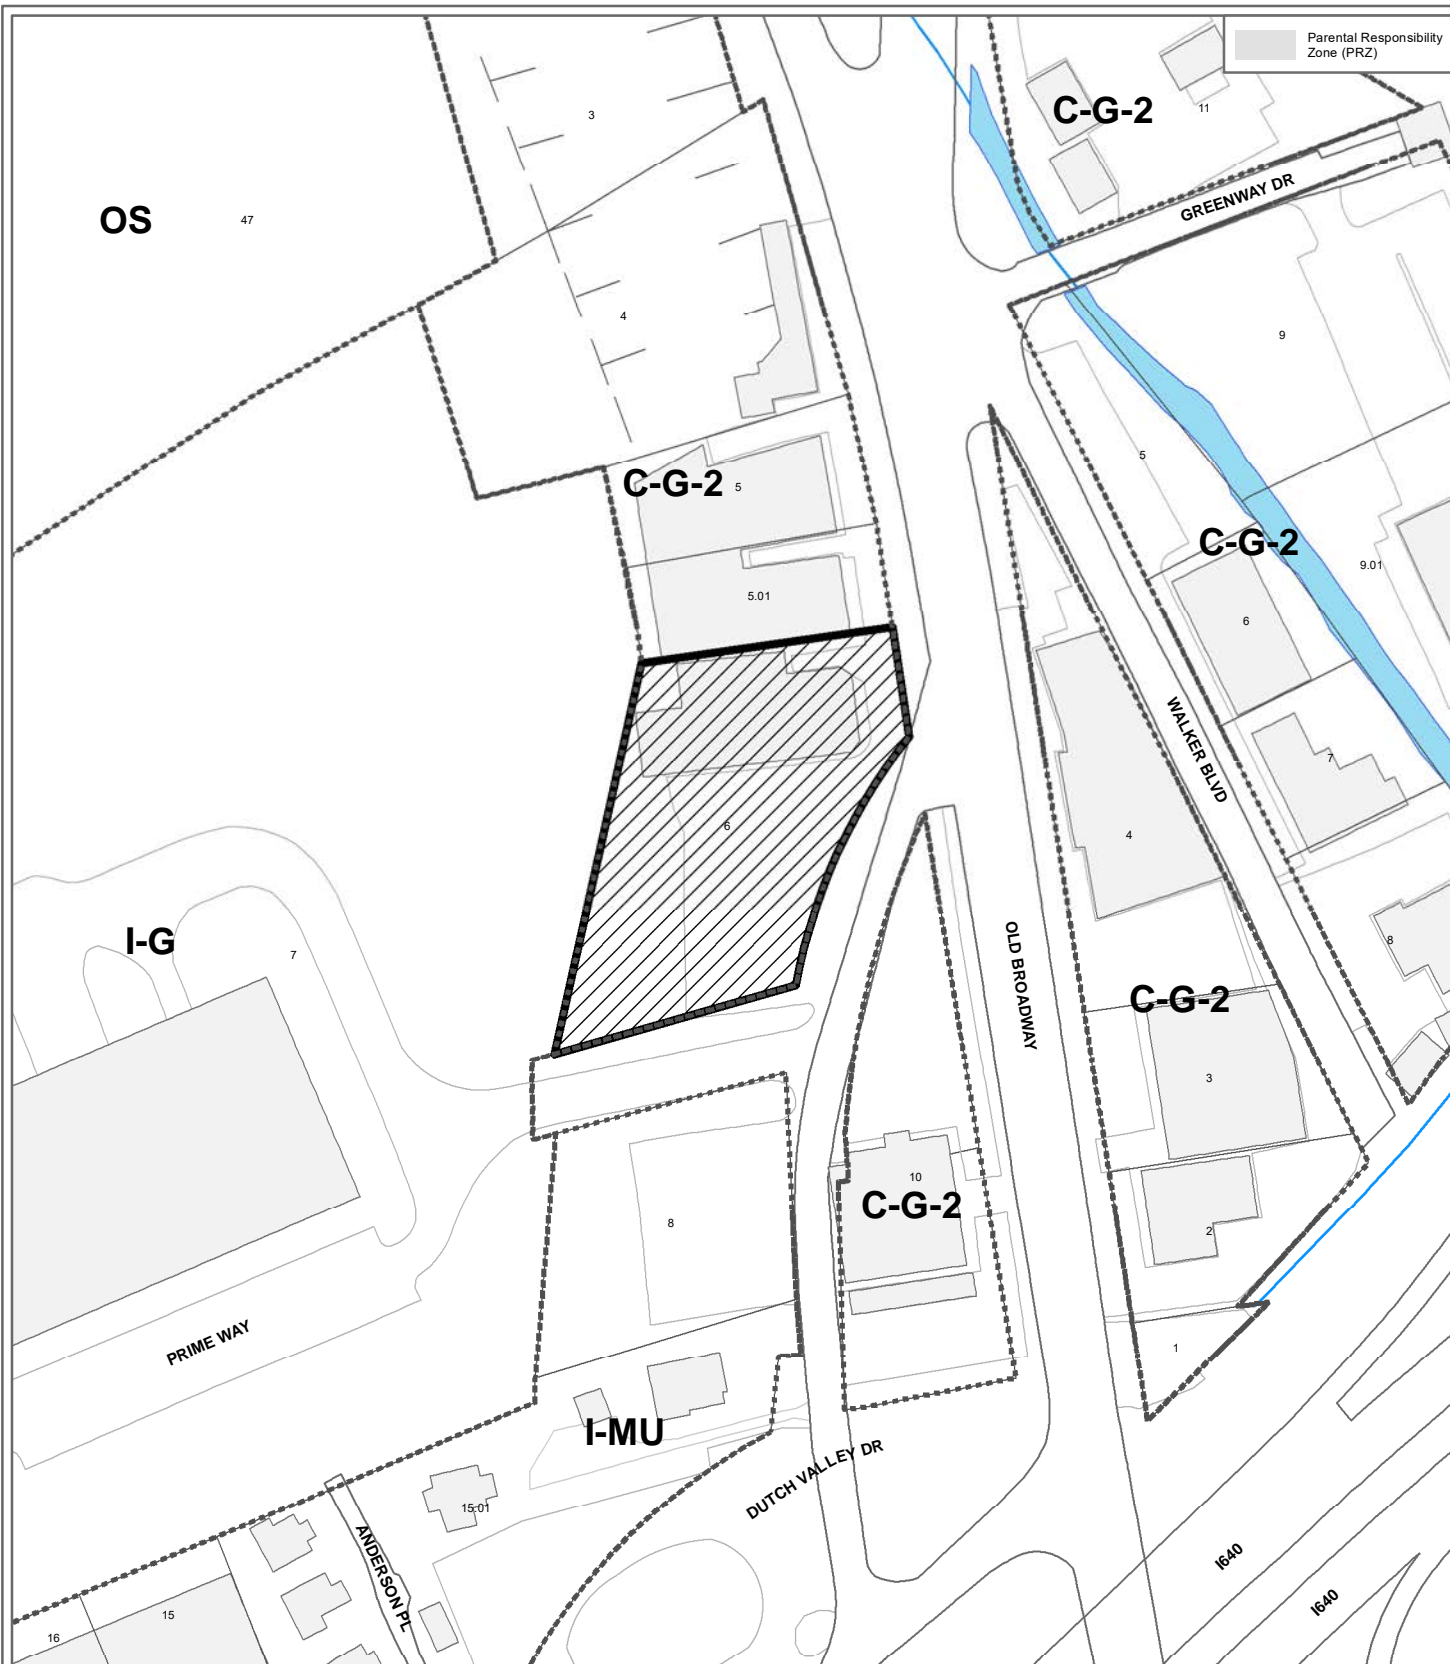 Parental Responsibility
Zone (PRZ)
C-G-2
11
3
GREENWAY DR
OS
47
4
9
5
C-G-2
5
C-G-2
9.01
5.01
6
WALKER BLVD
7
6
4
I-G
7
OLD BROADWAY
8
C-G-2
3
10
C-G-2
8
2
PRIME WAY
1
I-MU
DUTCH VALLEY DR
15.01
ANDERSON PL
I640
I640
15
16